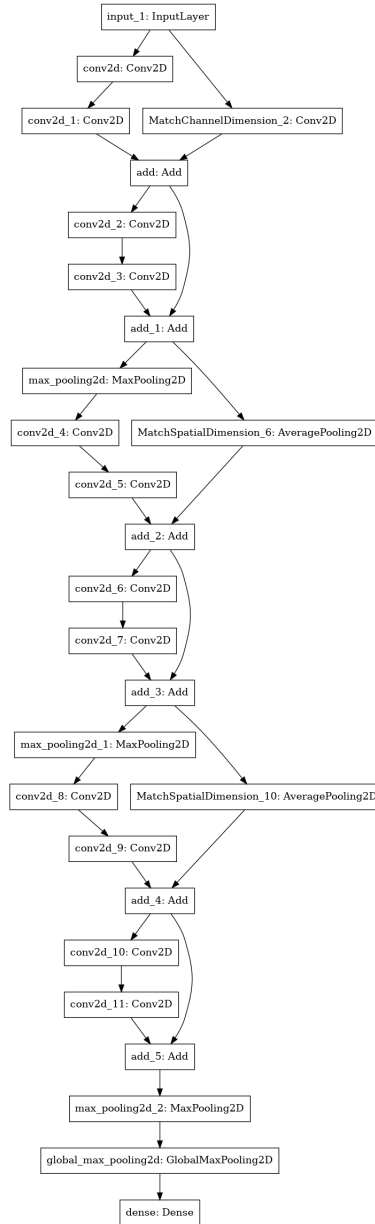 input_1: InputLayer
conv2d: Conv2D
conv2d_1: Conv2D
MatchChannelDimension_2: Conv2D
add: Add
conv2d_2: Conv2D
conv2d_3: Conv2D
add_1: Add
max_pooling2d: MaxPooling2D
conv2d_4: Conv2D
MatchSpatialDimension_6: AveragePooling2D
conv2d_5: Conv2D
add_2: Add
conv2d_6: Conv2D
conv2d_7: Conv2D
add_3: Add
max_pooling2d_1: MaxPooling2D
conv2d_8: Conv2D
MatchSpatialDimension_10: AveragePooling2D
conv2d_9: Conv2D
add_4: Add
conv2d_10: Conv2D
conv2d_11: Conv2D
add_5: Add
max_pooling2d_2: MaxPooling2D
global_max_pooling2d: GlobalMaxPooling2D
dense: Dense